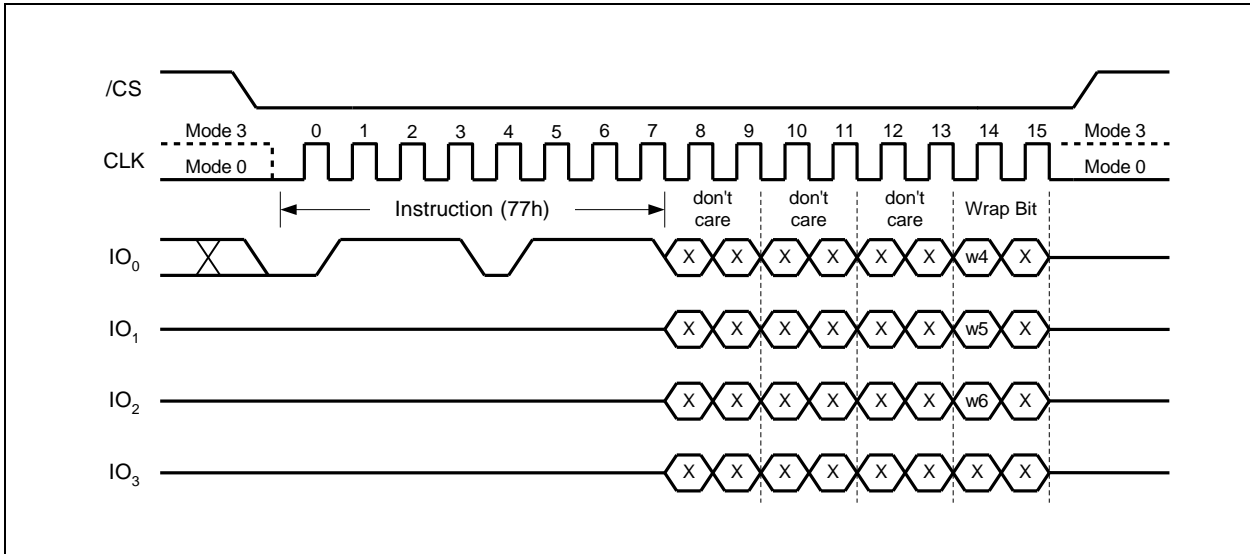 /CS
Mode 3 0 1 2 3 4 5 6 7 8 9 10 11 12 13 14 15 Mode 3
CLK Mode 0 Mode 0
Instruction (77h) don't care don't care don't care Wrap Bit
IO0 X X X X X X w4 X
IO1 X X X X X X w5 X
IO2 X X X X X X w6 X
IO3 X X X X X X X X